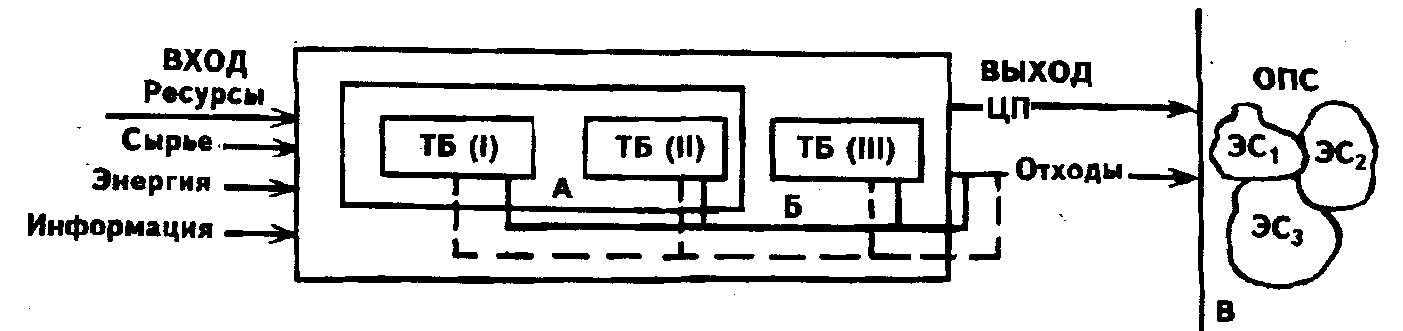 ВХОД
Ресурсы
Сырье
Энергия
Информация
ТБ (I)
ТБ (II)
ТБ (III)
А
Б
ВЫХОД
ЦП
Отходы
ОПС
ЭС₁
ЭС₂
ЭС₃
В